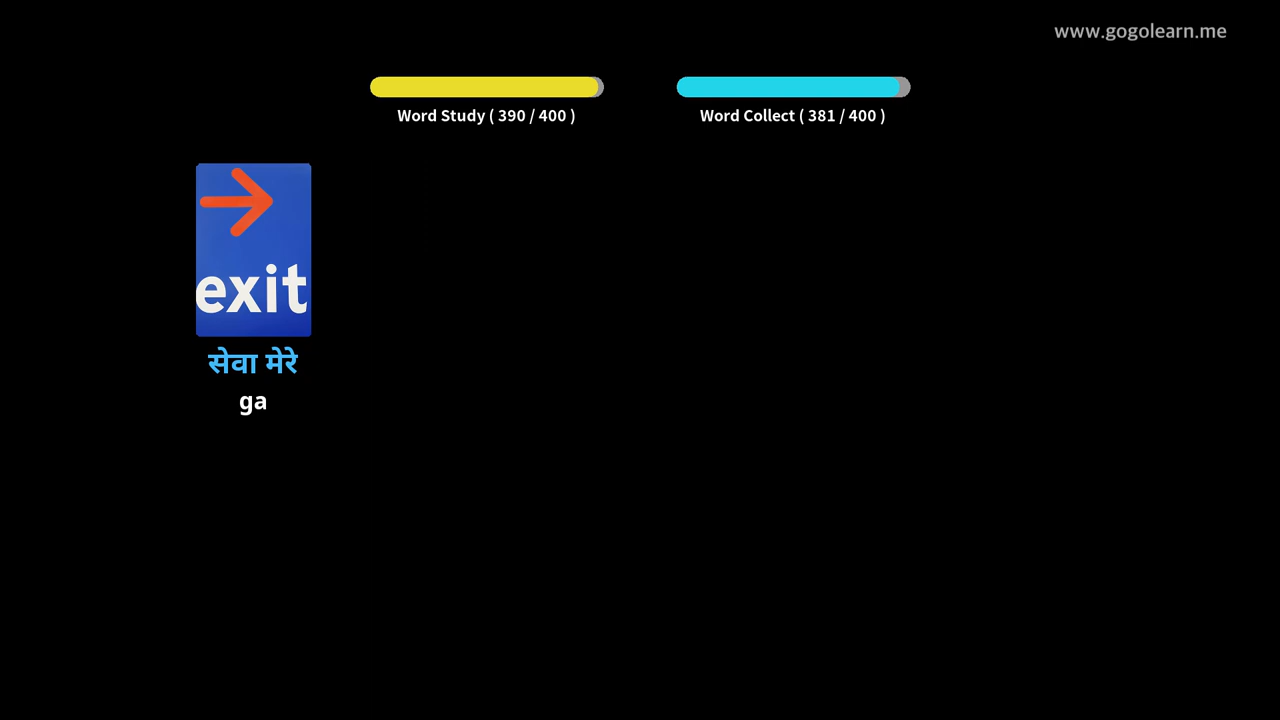 www.gogolearn.me
Word Study ( 390 / 400 )
Word Collect ( 381 / 400 )
exit
सेवा मेरे
ga